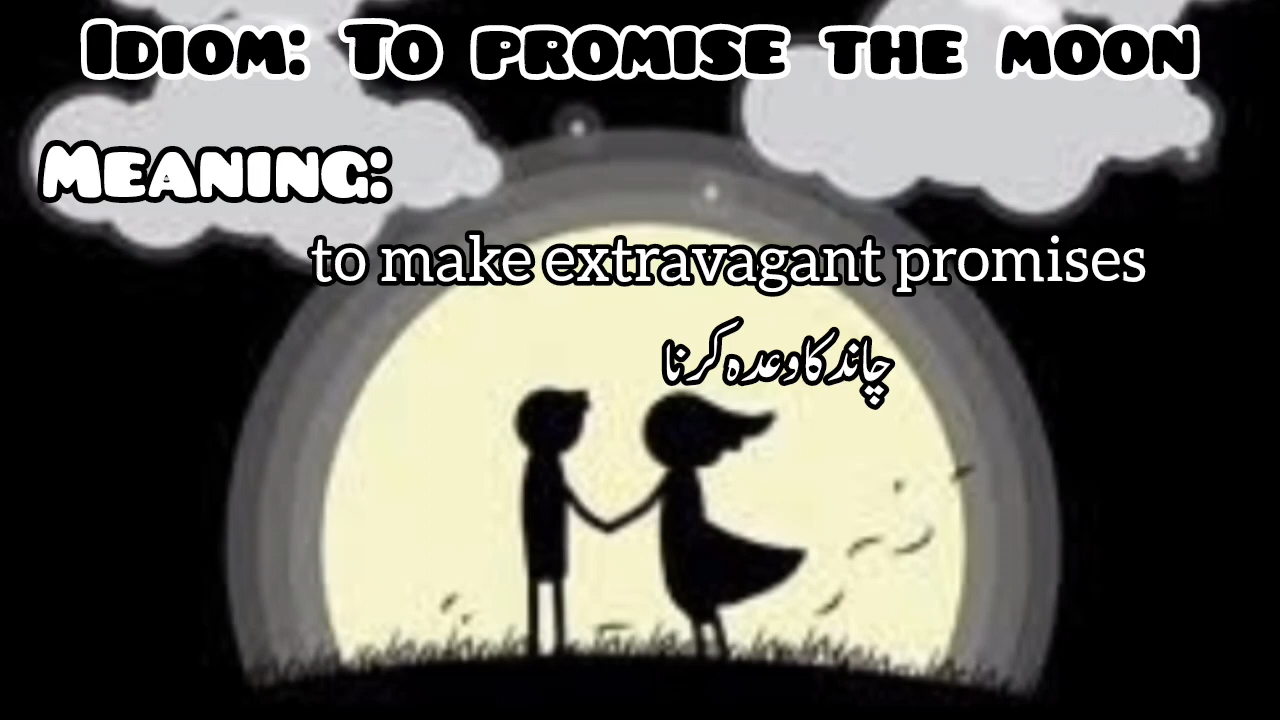 IDIOM: TO PROMISE THE MOON
MEANING:
to make extravagant promises
چاند کا وعدہ کرنا